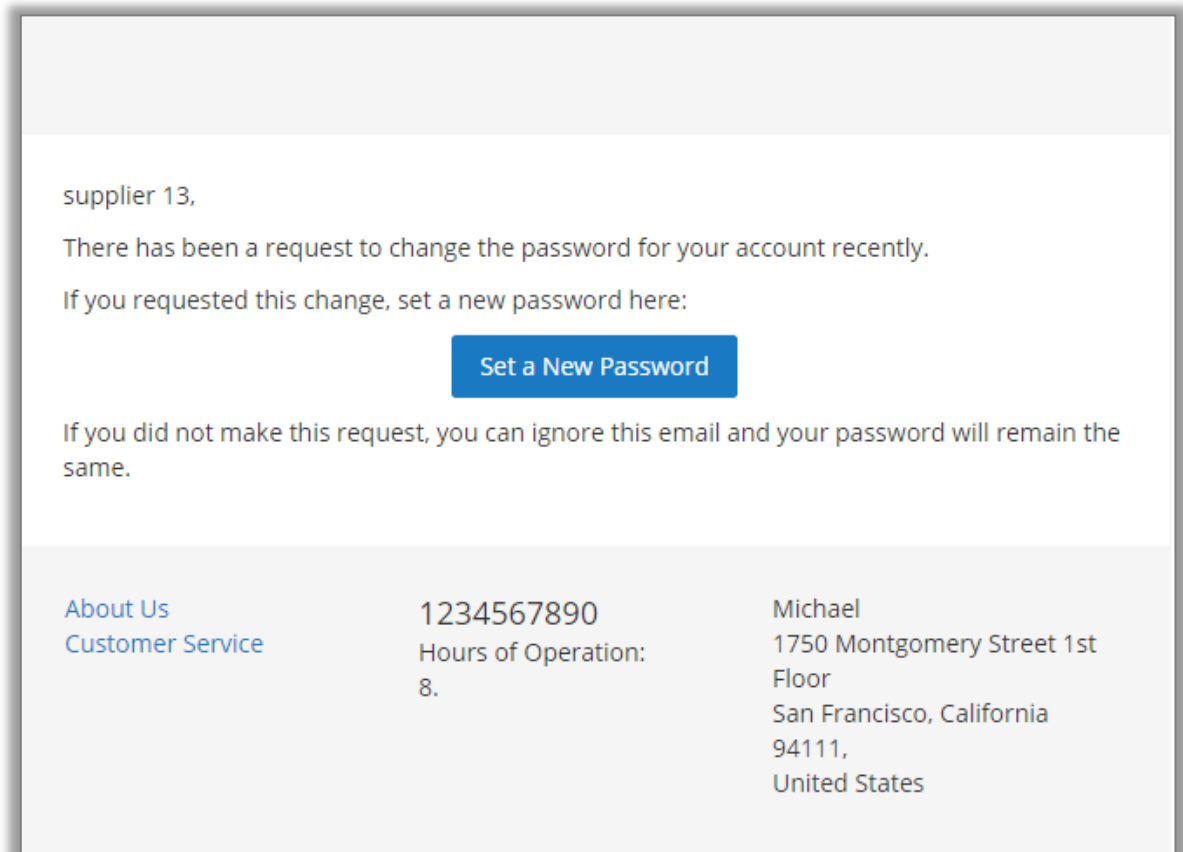 supplier 13,
There has been a request to change the password for your account recently.
If you requested this change, set a new password here:
Set a New Password
If you did not make this request, you can ignore this email and your password will remain the
same.
About Us
Customer Service
1234567890
Hours of Operation:
8.
Michael
1750 Montgomery Street 1st
Floor
San Francisco, California
94111,
United States